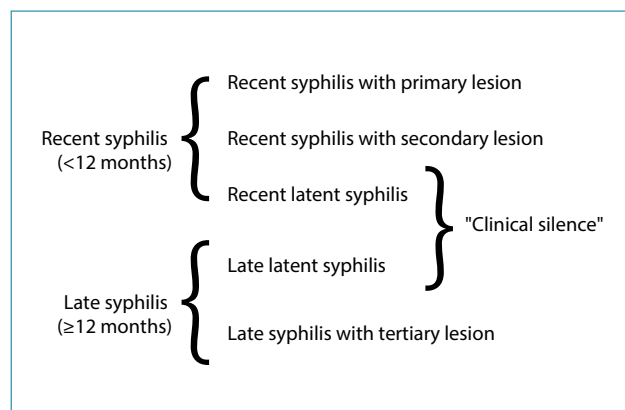 Recent syphilis with primary lesion
Recent syphilis
(<12 months)
Recent syphilis with secondary lesion
Recent latent syphilis
"Clinical silence"
Late syphilis
(≥12 months)
Late latent syphilis
Late syphilis with tertiary lesion